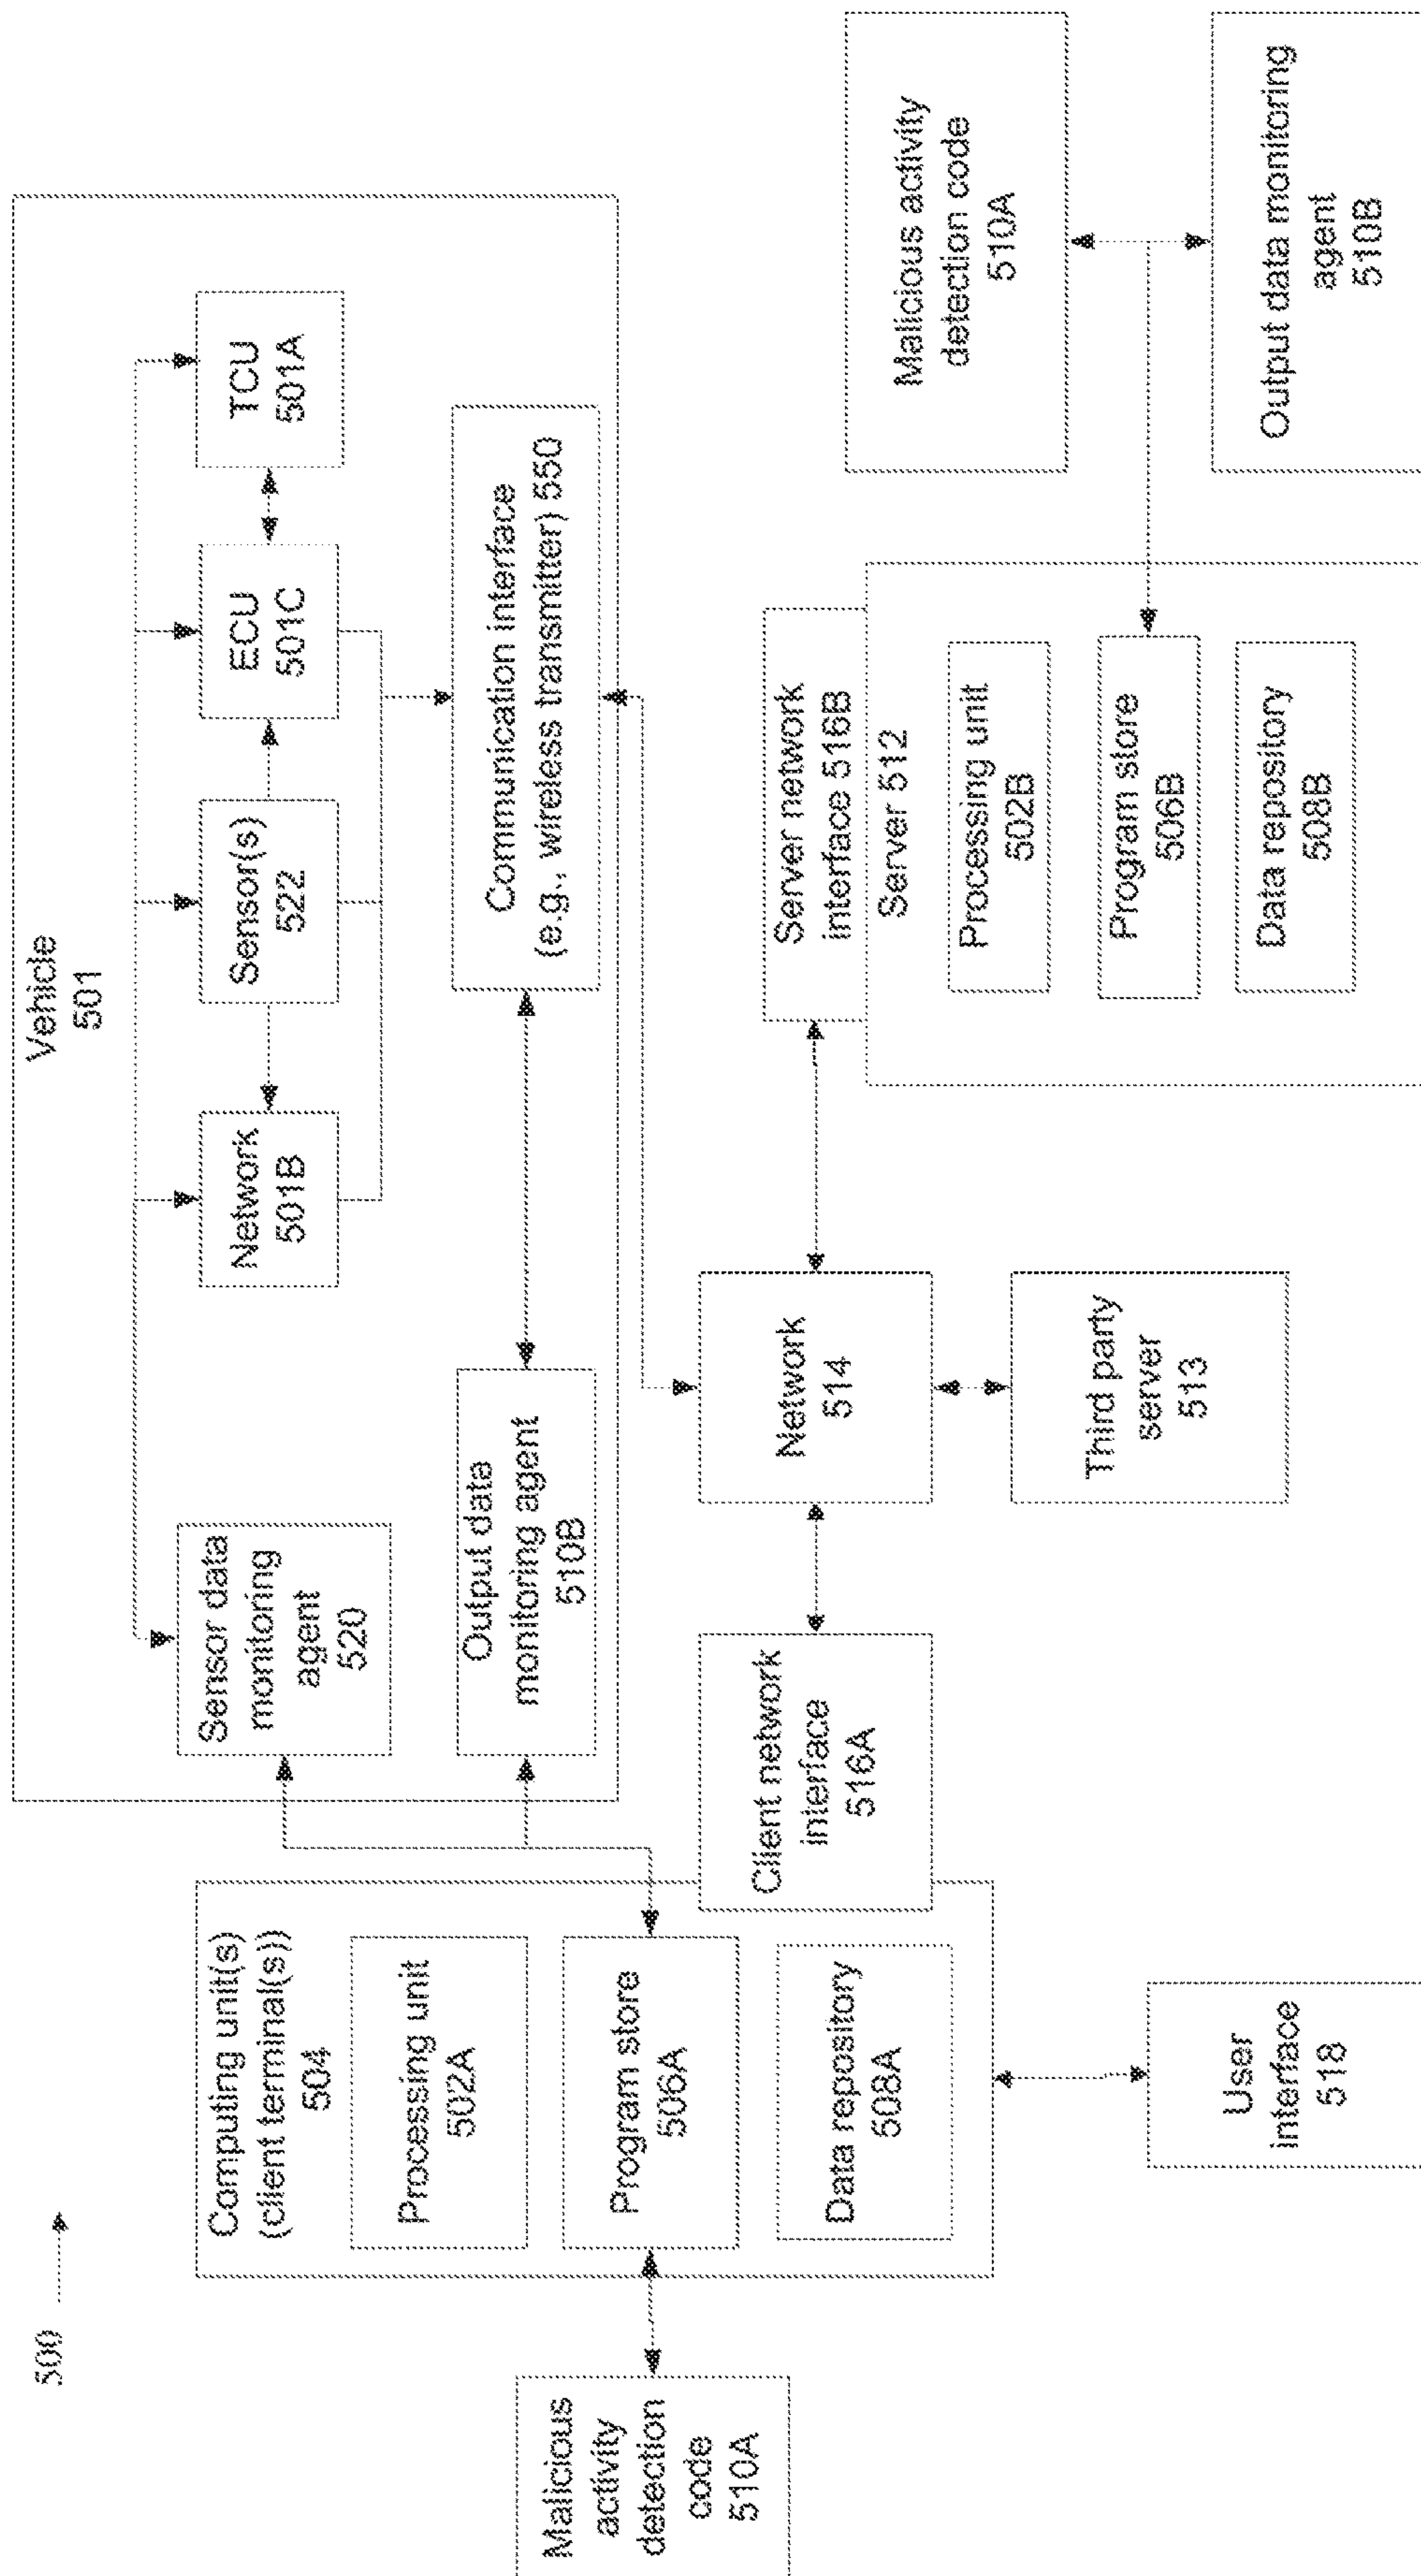 500
Vehicle
501
Sensor data
monitoring
agent
520
Network
501B
Sensor(s)
522
ECU
501C
TCU
501A
Output data
monitoring agent
510B
Communication interface
(e.g., wireless transmitter) 550
Computing unit(s)
(client terminal(s))
504
Processing unit
502A
Program store
506A
Data repository
508A
Malicious
activity
detection
code
510A
Client network
interface
516A
Network
514
Third party
server
513
User
interface
518
Server network
interface 516B
Server 512
Processing unit
502B
Program store
506B
Data repository
508B
Malicious activity
detection code
510A
Output data monitoring
agent
510B